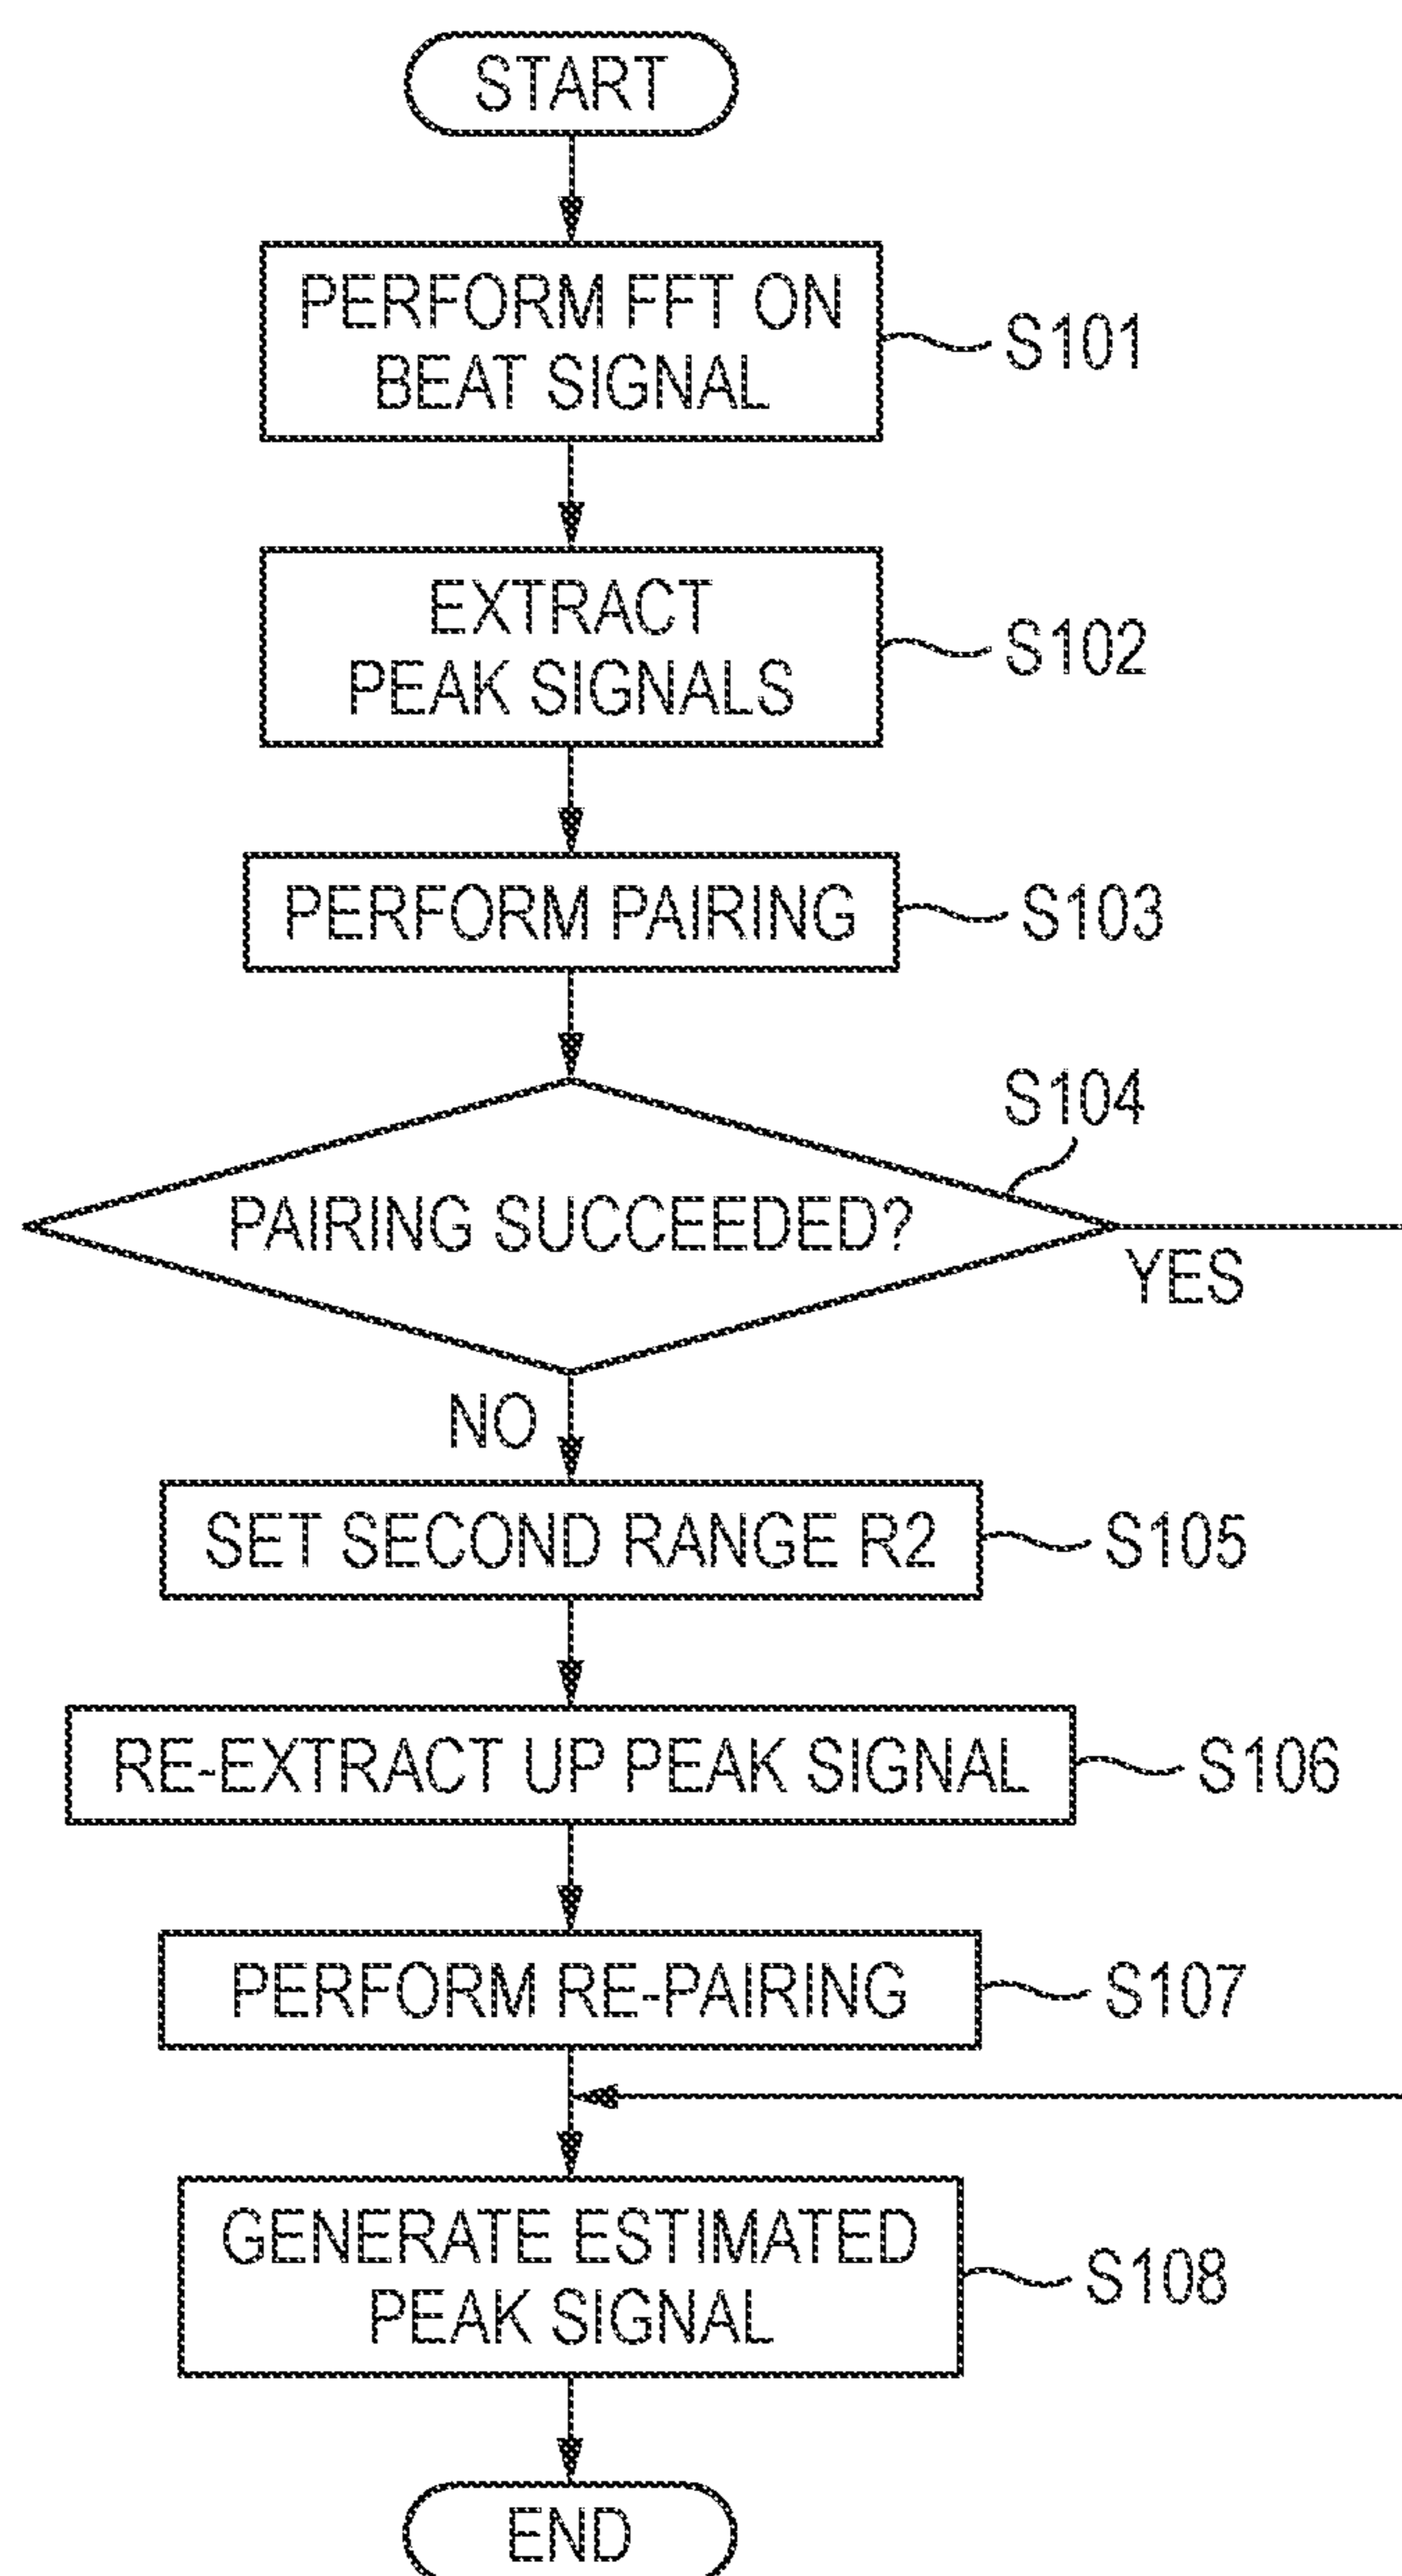 START
PERFORM FFT ON
BEAT SIGNAL
S101
EXTRACT
PEAK SIGNALS
S102
PERFORM PAIRING
S103
S104
PAIRING SUCCEEDED?
YES
NO
SET SECOND RANGE R2
S105
RE-EXTRACT UP PEAK SIGNAL
S106
PERFORM RE-PAIRING
S107
GENERATE ESTIMATED
PEAK SIGNAL
S108
END